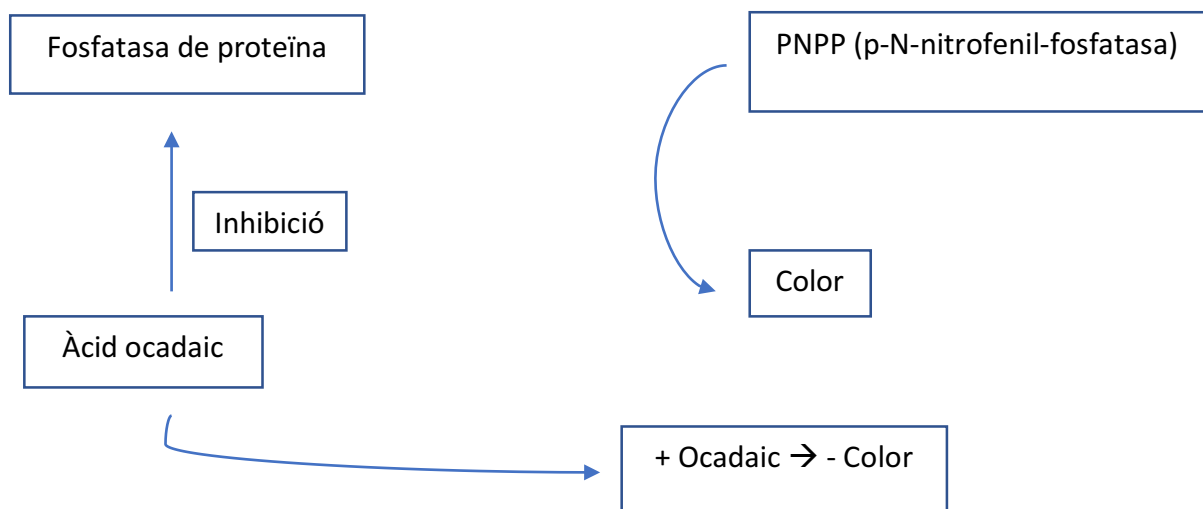 Fosfatasa de proteïna
PNPP (p-N-nitrofenil-fosfatasa)
Inhibició
Color
Àcid ocadaic
+ Ocadaic → - Color